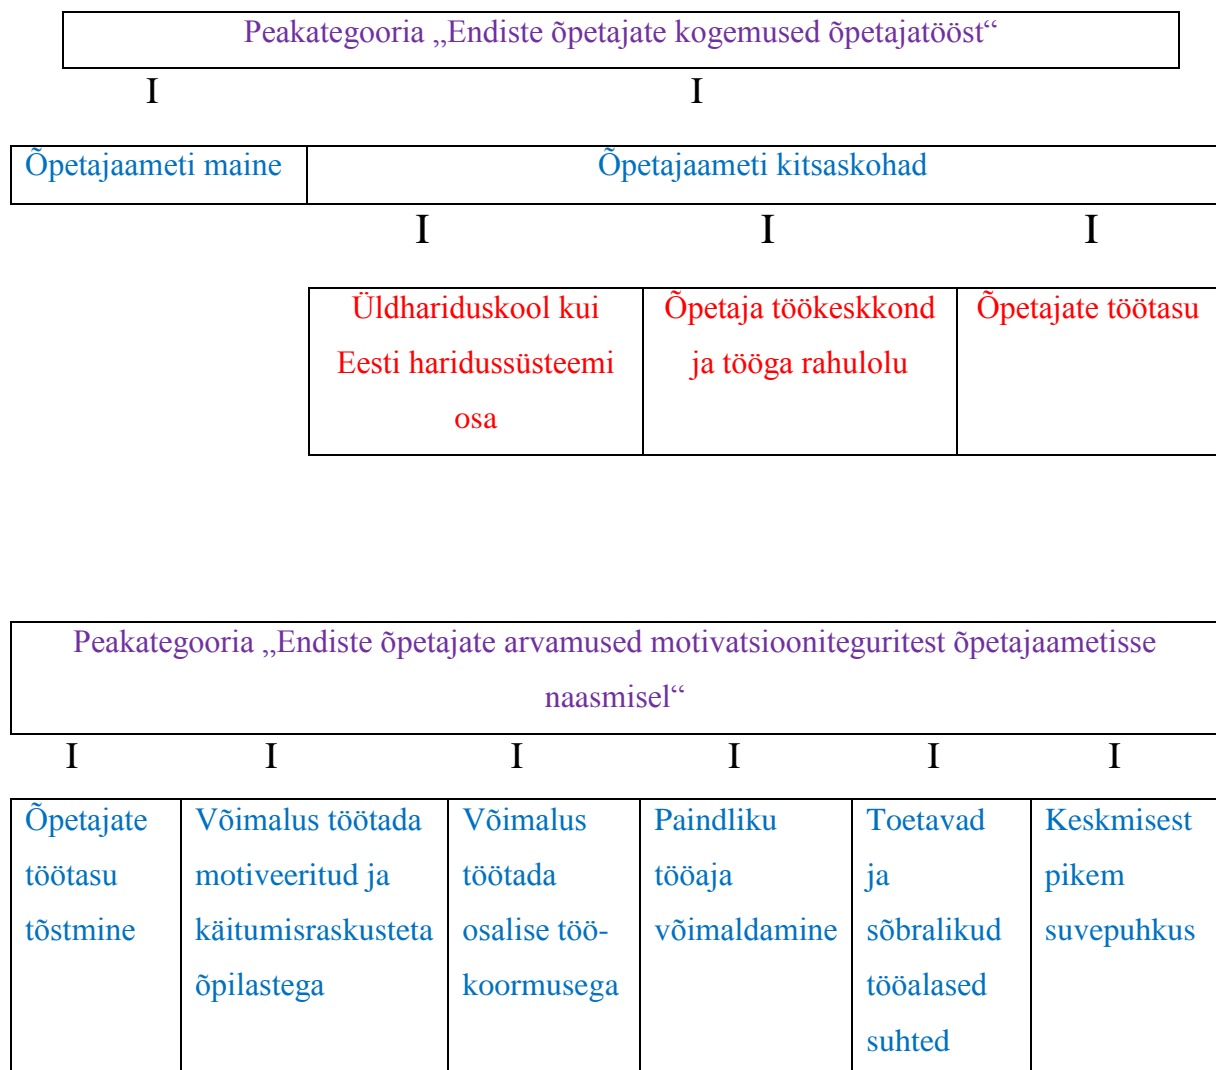 Peakategooria „Endiste õpetajate kogemused õpetajatööst“
I I
Õpetajaameti maine
Õpetajaameti kitsaskohad
I I I
Üldhariduskool kui
Eesti haridussüsteemi
osa
Õpetaja töökeskkond
ja tööga rahulolu
Õpetajate töötasu
Peakategooria „Endiste õpetajate arvamused motivatsiooniteguritest õpetajaametisse
naasmisel“
I I I I I I
Õpetajate
töötasu
tõstmine
Võimalus töötada
motiveeritud ja
käitumisraskusteta
õpilastega
Võimalus
töötada
osalise töö-
koormusega
Paindliku
tööaja
võimaldamine
Toetavad
ja
sõbralikud
tööalased
suhted
Keskmisest
pikem
suvepuhkus